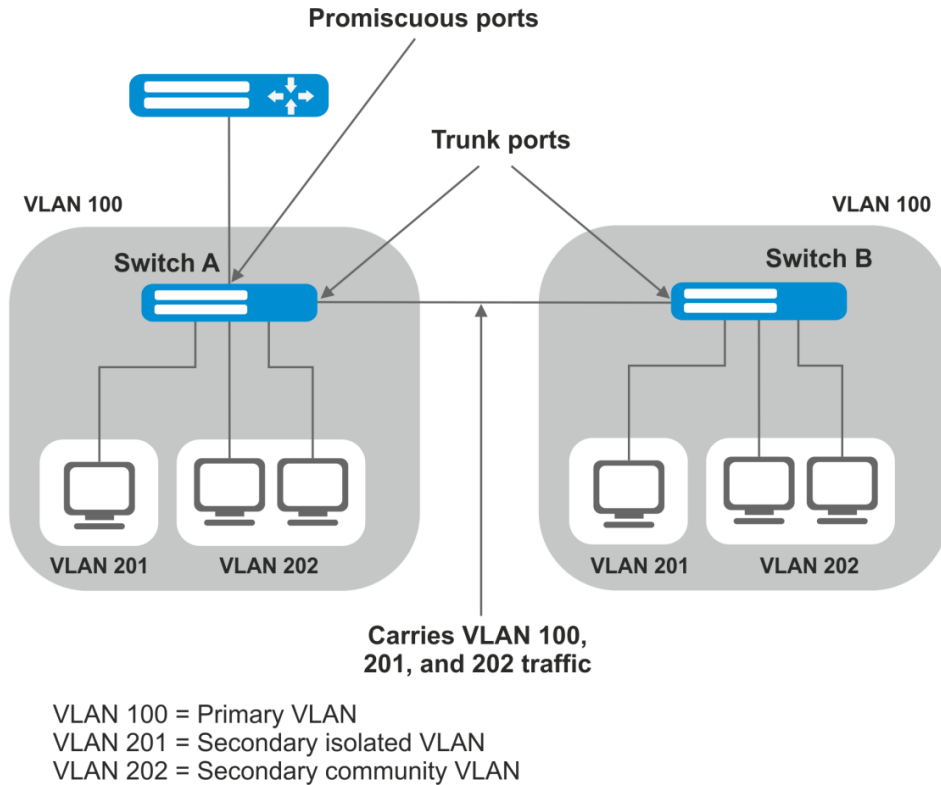 Promiscuous ports
Trunk ports
VLAN 100
VLAN 100
Switch A
Switch B
VLAN 201
VLAN 202
VLAN 201
VLAN 202
Carries VLAN 100,
201, and 202 traffic
VLAN 100 = Primary VLAN
VLAN 201 = Secondary isolated VLAN
VLAN 202 = Secondary community VLAN